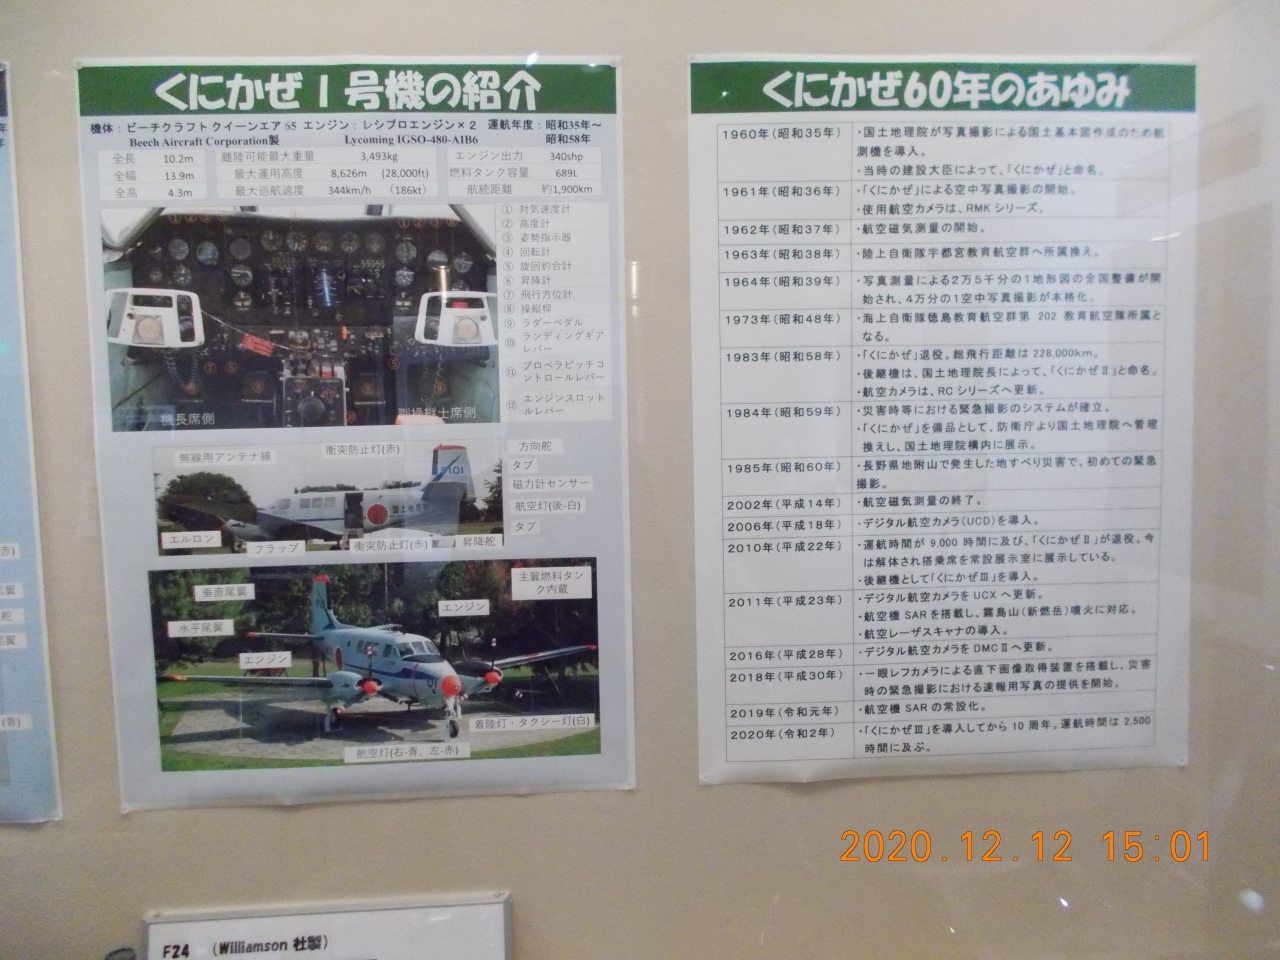 くにかぜ1号機の紹介
機体：ビーチクラフト クイーンエア 65 エンジン：レシプロエンジン×2 運航年度：昭和35年～
Beech Aircraft Corporation製 Lycoming IGSO-480-AIB6 昭和58年
全長 10.2m 離陸可能最大重量 3,493kg エンジン出力 340shp
全幅 13.9m 最大運用高度 8,626m (28,000ft) 燃料タンク容量 689L
全高 4.3m 最大巡航速度 344km/h (186kt) 航続距離 約1,900km
① 対気速度計
② 高度計
③ 姿勢指示器
④ 回転計
⑤ 旋回釣合計
⑥ 昇降計
⑦ 飛行方位計
⑧ 操縦桿
⑨ ラダーペダル
⑩ ランディングギア
レバー
⑪ プロペラピッチコ
ントロールレバー
⑫ エンジンスロット
ルレバー
機長席側
副操縦士席側
無線用アンテナ線
衝突防止灯(赤)
方向舵
タブ
磁力計センサー
航空灯(後-白)
タブ
9101
エルロン
フラップ
衝突防止灯(赤)
昇降舵
垂直尾翼
水平尾翼
エンジン
エンジン
主翼燃料タン
ク内蔵
01
着陸灯・タクシー灯(白)
航空灯(右-青、左-赤)
くにかぜ60年のあゆみ
1960年(昭和35年) ・国土地理院が写真撮影による国土基本図作成のため航
測機を導入。
・当時の建設大臣によって、「くにかぜ」と命名。
1961年(昭和36年) ・「くにかぜ」による空中写真撮影の開始。
・使用航空カメラは、RMKシリーズ。
1962年(昭和37年) ・航空磁気測量の開始。
1963年(昭和38年) ・陸上自衛隊宇都宮教育航空群へ所属換え。
1964年(昭和39年) ・写真測量による2万5千分の1地形図の全国整備が開
始され、4万分の1空中写真撮影が本格化。
1973年(昭和48年) ・海上自衛隊徳島教育航空群第 202 教育航空隊所属と
なる。
1983年(昭和58年) ・「くにかぜ」退役。総飛行距離は 228,000km。
・後継機は、国土地理院長によって、「くにかぜⅡ」と命名。
・航空カメラは、RCシリーズへ更新。
1984年(昭和59年) ・災害時等における緊急撮影のシステムが確立。
・「くにかぜ」を備品として、防衛庁より国土地理院へ管理
換えし、国土地理院構内に展示。
1985年(昭和60年) ・長野県地附山で発生した地すべり災害で、初めての緊急
撮影。
2002年(平成14年) ・航空磁気測量の終了。
2006年(平成18年) ・デジタル航空カメラ(UCD)を導入。
2010年(平成22年) ・運航時間が 9,000 時間に及び、「くにかぜⅡ」が退役。今
は解体され搭乗席を常設展示室に展示している。
・後継機として「くにかぜⅢ」を導入。
2011年(平成23年) ・デジタル航空カメラをUCXへ更新。
・航空機SARを搭載し、霧島山(新燃岳)噴火に対応。
・航空レーザスキャナの導入。
2016年(平成28年) ・デジタル航空カメラをDMCⅡへ更新。
2018年(平成30年) ・一眼レフカメラによる直下画像取得装置を搭載し、災害
時の緊急撮影における速報用写真の提供を開始。
2019年(令和元年) ・航空機SARの常設化。
2020年(令和2年) ・「くにかぜⅢ」を導入してから10周年。運航時間は2,500
時間に及ぶ。
2020.12.12 15:01
F24 (Williamson 社製)